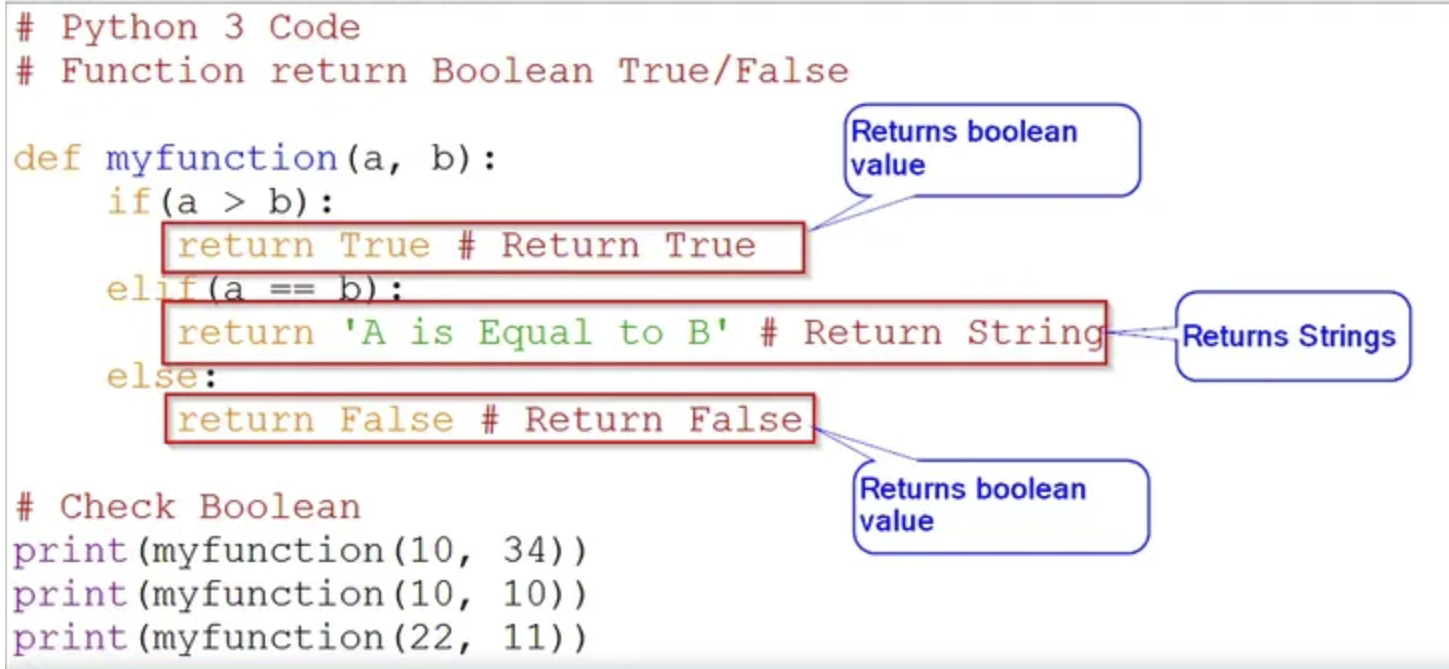 # Python 3 Code
# Function return Boolean True/False
def myfunction(a, b):
    if(a > b):
        return True # Return True
    elif(a == b):
        return 'A is Equal to B' # Return String
    else:
        return False # Return False
# Check Boolean
print(myfunction(10, 34))
print(myfunction(10, 10))
print(myfunction(22, 11))
Returns boolean
value
Returns Strings
Returns boolean
value